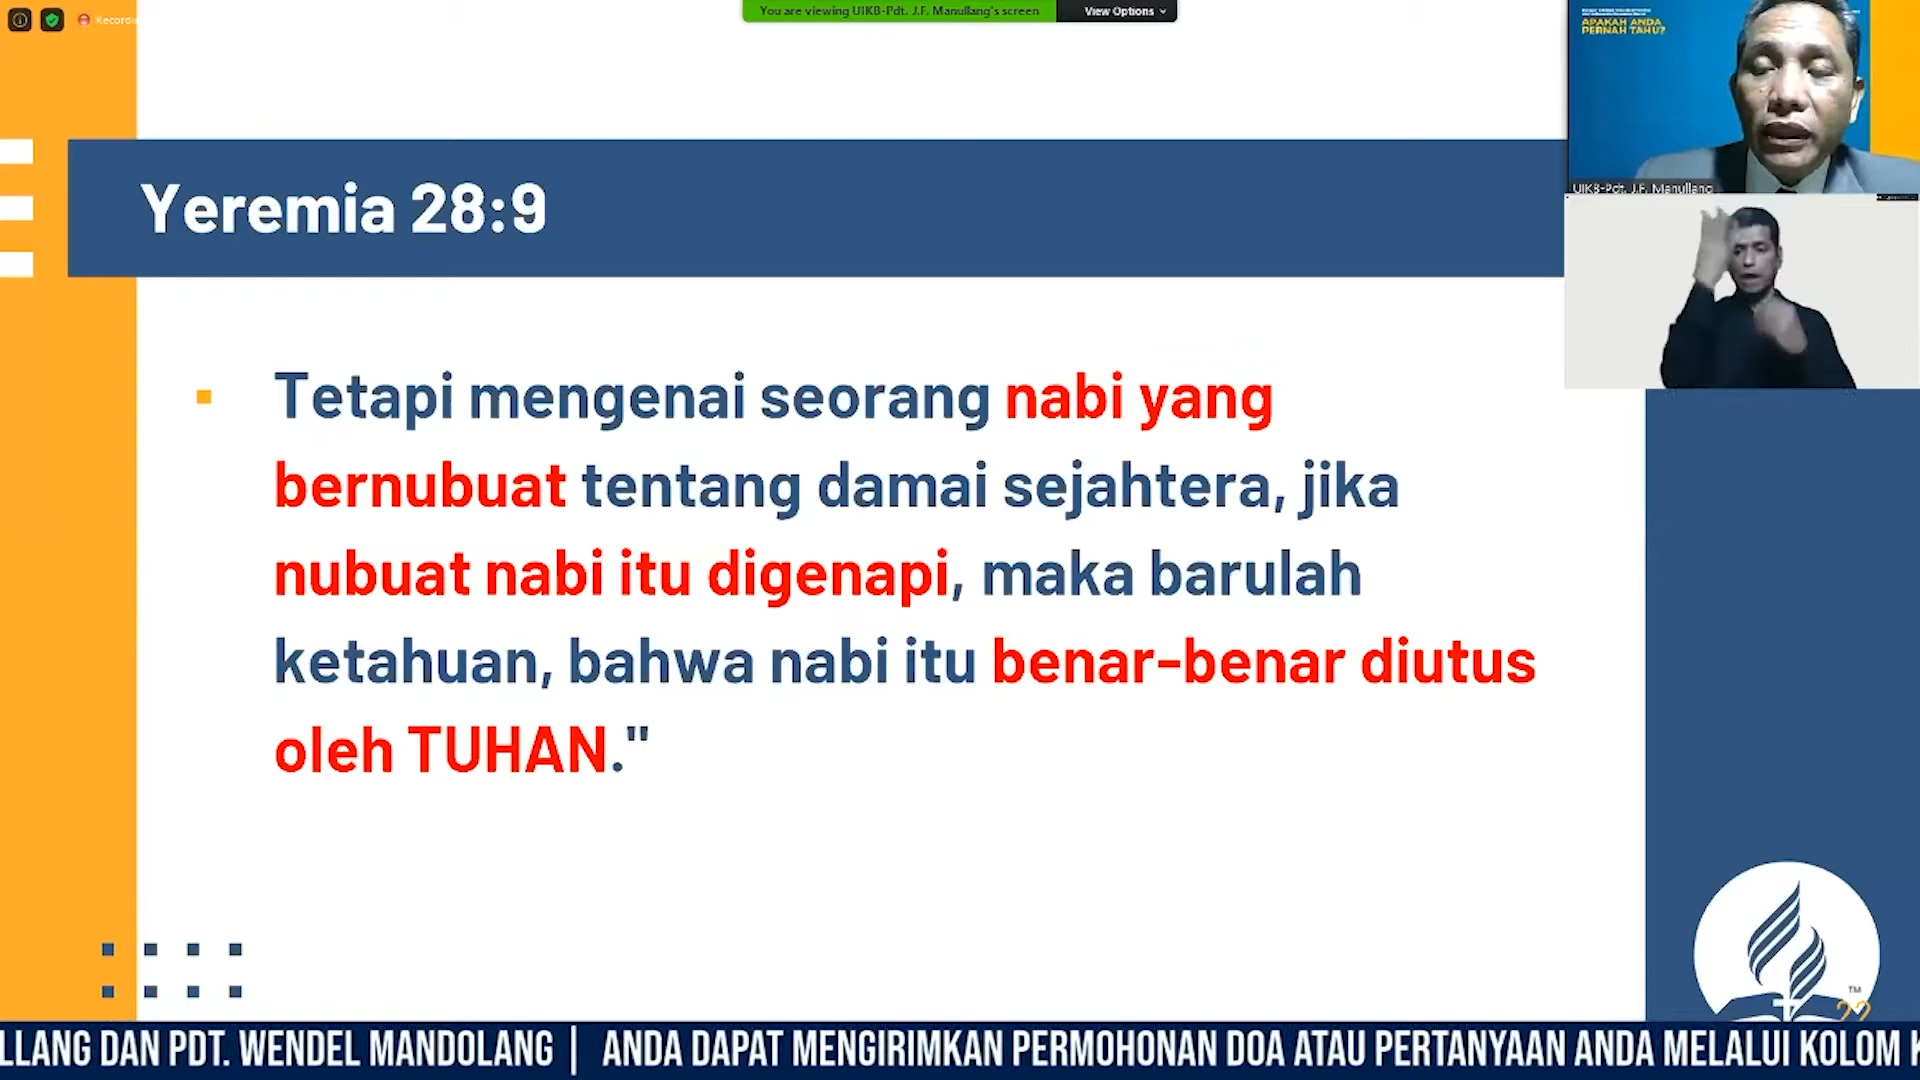 Recordin
You are viewing UIKB-Pdt. J.F. Manullang's screen
View Options
APAKAH ANDA
PERNAH TAHU?
UIKB-Pdt. J.F. Manullang
Yeremia 28:9
Tetapi mengenai seorang nabi yang
bernubuat tentang damai sejahtera, jika
nubuat nabi itu digenapi, maka barulah
ketahuan, bahwa nabi itu benar-benar diutus
oleh TUHAN."
TM
LLANG DAN PDT. WENDEL MANDOLANG | ANDA DAPAT MENGIRIMKAN PERMOHONAN DOA ATAU PERTANYAAN ANDA MELALUI KOLOM K